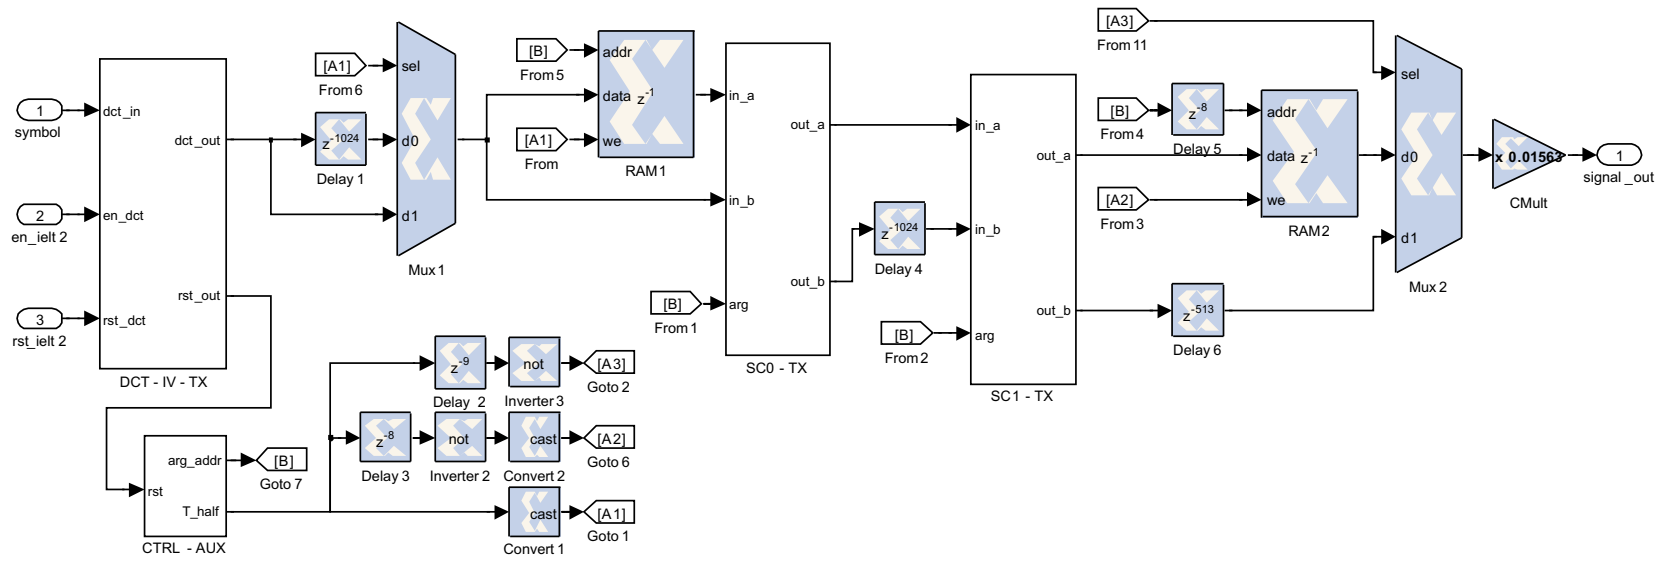 1
symbol
2
en_ielt 2
3
rst_ielt 2
dct_in
en_dct
rst_dct
dct_out
rst_out
DCT - IV - TX
[A1]
From 6
z-1024
Delay 1
sel
d0
d1
Mux 1
[B]
From 5
[A1]
From
addr
data z-1
we
RAM 1
[B]
From 1
in_a
in_b
arg
out_a
out_b
SC0 - TX
z-1024
Delay 4
[B]
From 2
in_a
in_b
arg
out_a
out_b
SC1 - TX
[A3]
From 11
[B]
From 4
z-8
Delay 5
[A2]
From 3
addr
data z-1
we
RAM 2
z-513
Delay 6
sel
d0
d1
Mux 2
x 0.01563
CMult
1
signal _out
rst
arg_addr
T_half
CTRL - AUX
[B]
Goto 7
z-9
Delay 2
not
Inverter 3
[A3]
Goto 2
z-8
Delay 3
not
Inverter 2
cast
Convert 2
[A2]
Goto 6
cast
Convert 1
[A1]
Goto 1